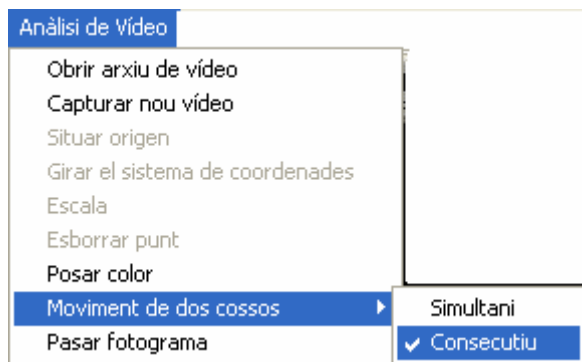 Anàlisi de Vídeo
Obrir arxiu de vídeo
Capturar nou vídeo
Situar origen
Girar el sistema de coordenades
Escala
Esborrar punt
Posar color
Moviment de dos cossos
Simultani
Pasar fotograma
Consecutiu